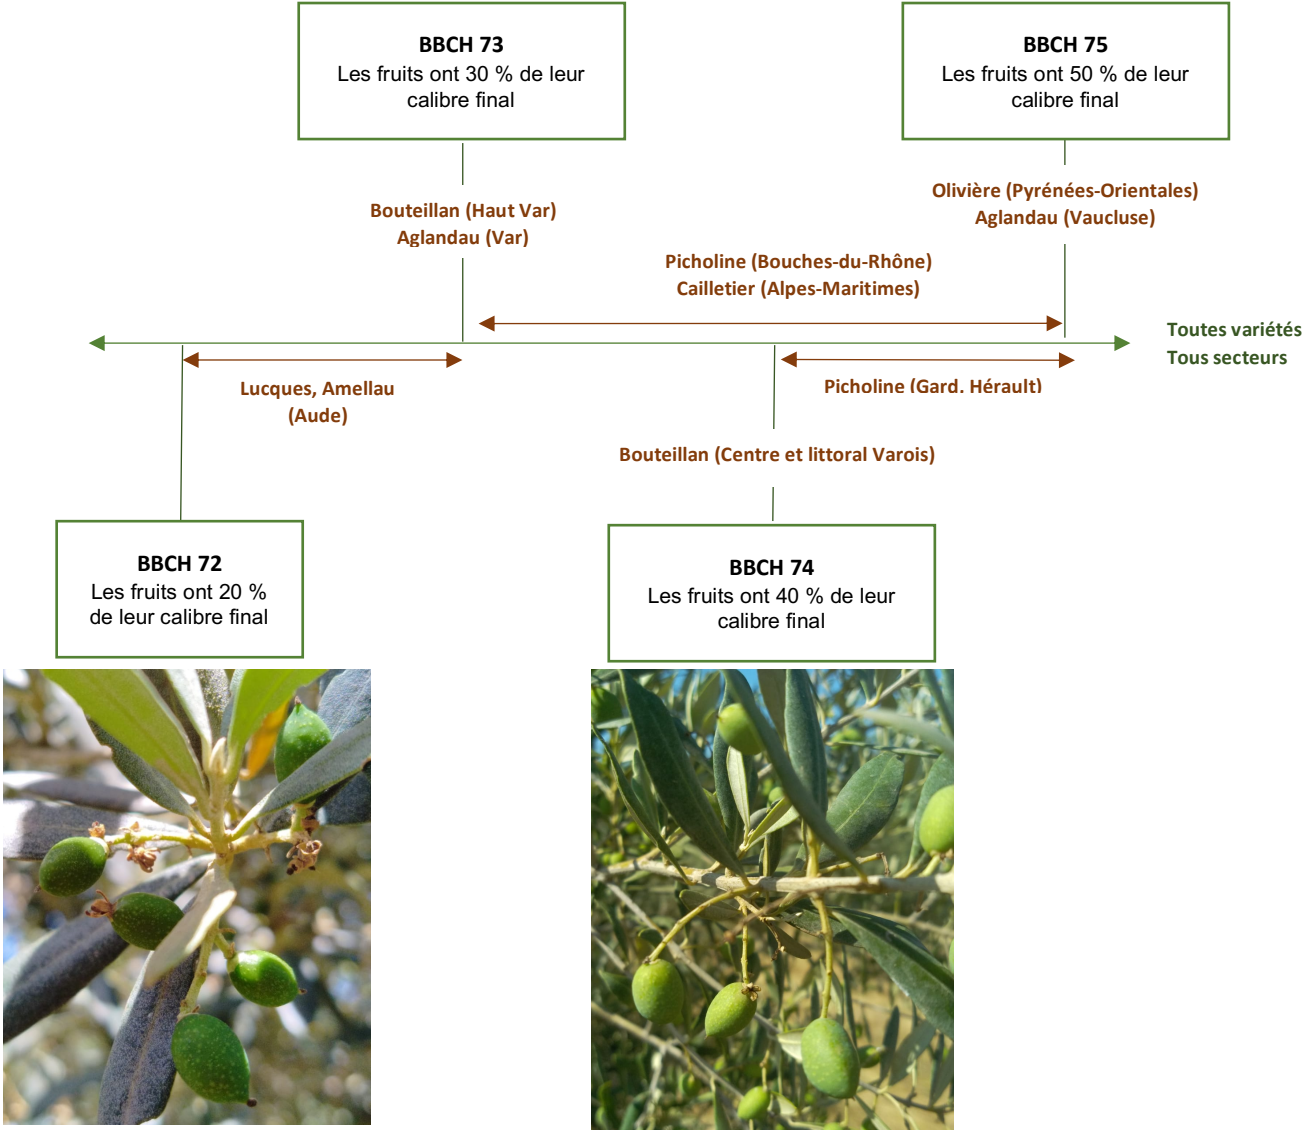 BBCH 73
Les fruits ont 30 % de leur
calibre final
BBCH 75
Les fruits ont 50 % de leur
calibre final
Bouteillan (Haut Var)
Aglandau (Var)
Olivière (Pyrénées-Orientales)
Aglandau (Vaucluse)
Picholine (Bouches-du-Rhône)
Cailletier (Alpes-Maritimes)
Toutes variétés
Tous secteurs
Lucques, Amellau
(Aude)
Picholine (Gard, Hérault)
Bouteillan (Centre et littoral Varois)
BBCH 72
Les fruits ont 20 %
de leur calibre final
BBCH 74
Les fruits ont 40 % de leur
calibre final